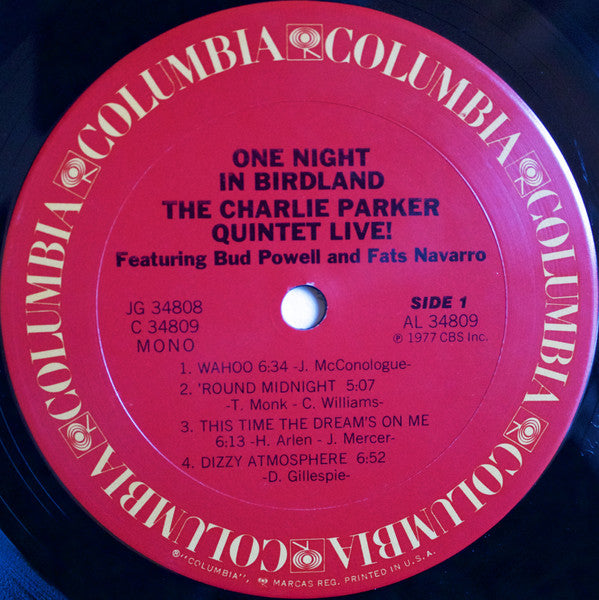 COLUMBIA COLUMBIA COLUMBIA COLUMBIA COLUMBIA COLUMBIA COLUMBIA
ONE NIGHT
IN BIRDLAND
THE CHARLIE PARKER
QUINTET LIVE!
Featuring Bud Powell and Fats Navarro
JG 34808
C 34809
MONO
SIDE 1
AL 34809
℗ 1977 CBS Inc.
1. WAHOO 6:34 -J. McConologue-
2. 'ROUND MIDNIGHT 5:07
-T. Monk - C. Williams-
3. THIS TIME THE DREAM'S ON ME
6:13 -H. Arlen - J. Mercer-
4. DIZZY ATMOSPHERE 6:52
-D. Gillespie-
®"COLUMBIA", MARCAS REG. PRINTED IN U.S.A.